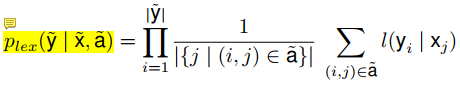 p_lex(ỹ | x̃, ã) = ∏_{i=1}^{|ỹ|} 1 / |{j | (i, j) ∈ ã}| ∑_{(i,j)∈ã} l(y_i | x_j)